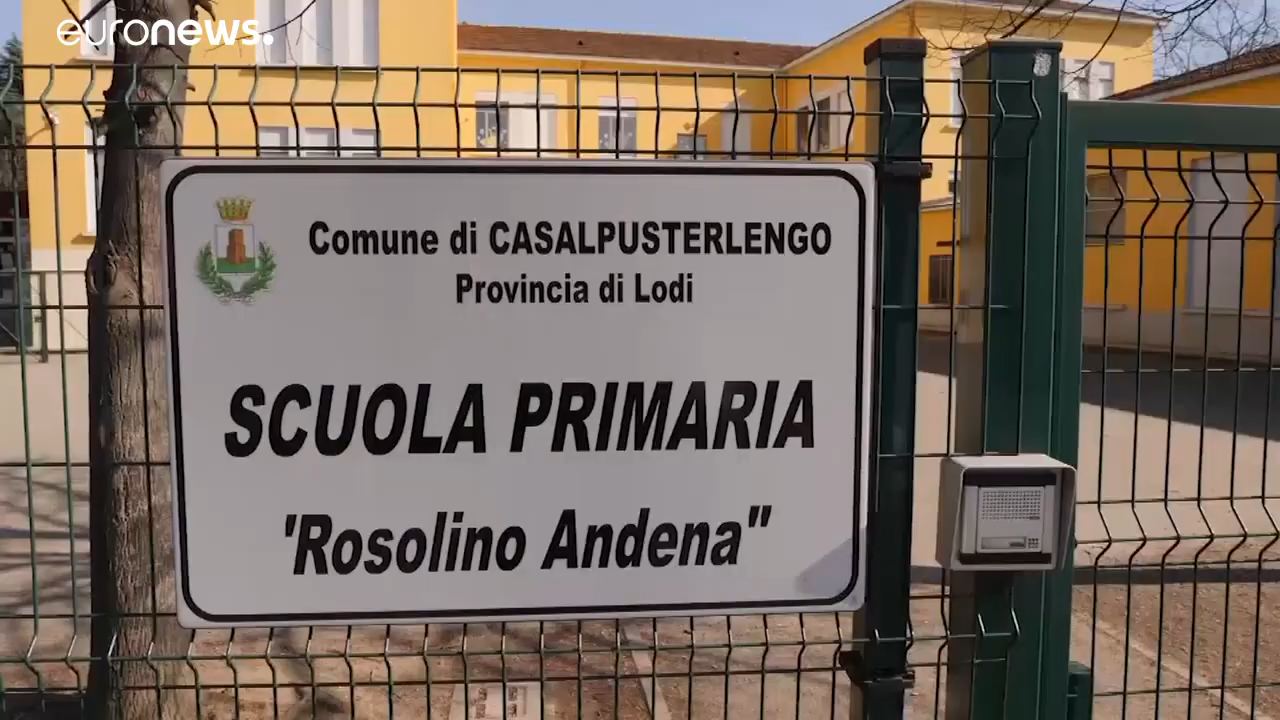 euronews.
Comune di CASALPUSTERLENGO
Provincia di Lodi
SCUOLA PRIMARIA
'Rosolino Andena"